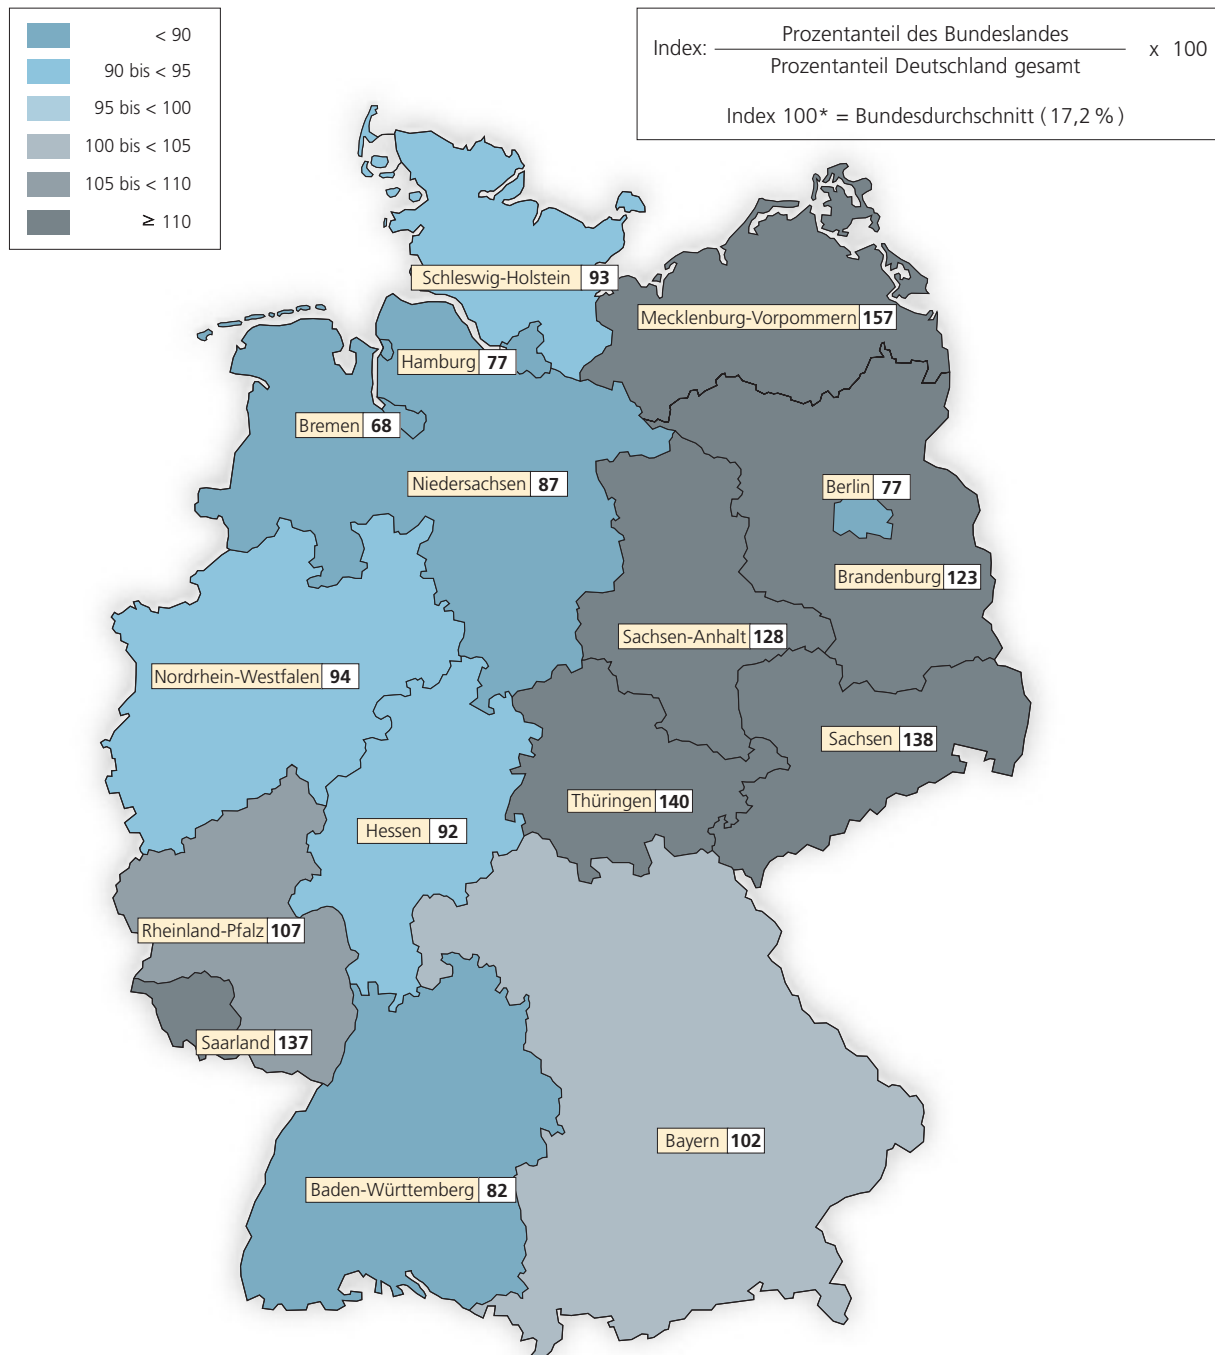 < 90
90 bis < 95
95 bis < 100
100 bis < 105
105 bis < 110
≥ 110
Index: Prozentanteil des Bundeslandes x 100
Prozentanteil Deutschland gesamt
Index 100* = Bundesdurchschnitt (17,2 %)
Schleswig-Holstein 93
Mecklenburg-Vorpommern 157
Hamburg 77
Bremen 68
Niedersachsen 87
Berlin 77
Brandenburg 123
Sachsen-Anhalt 128
Nordrhein-Westfalen 94
Sachsen 138
Thüringen 140
Hessen 92
Rheinland-Pfalz 107
Saarland 137
Bayern 102
Baden-Württemberg 82